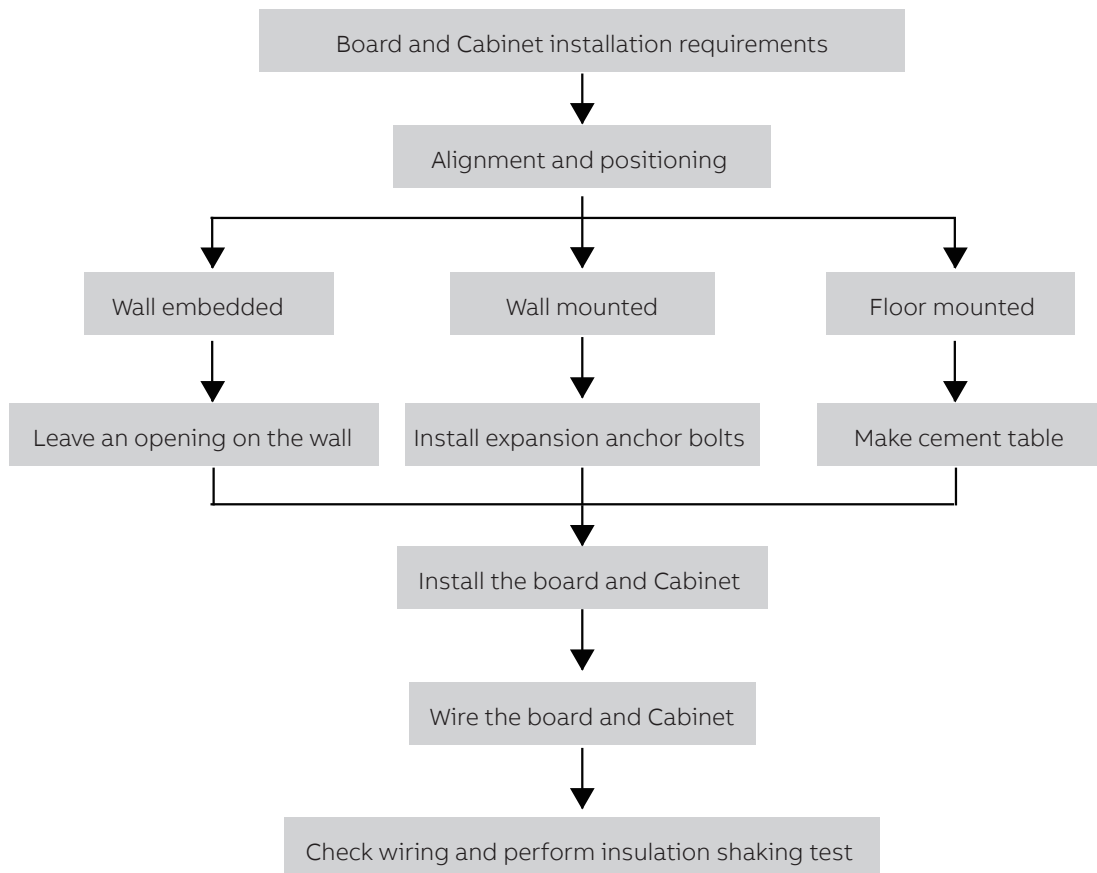 Board and Cabinet installation requirements
Alignment and positioning
Wall embedded
Wall mounted
Floor mounted
Leave an opening on the wall
Install expansion anchor bolts
Make cement table
Install the board and Cabinet
Wire the board and Cabinet
Check wiring and perform insulation shaking test